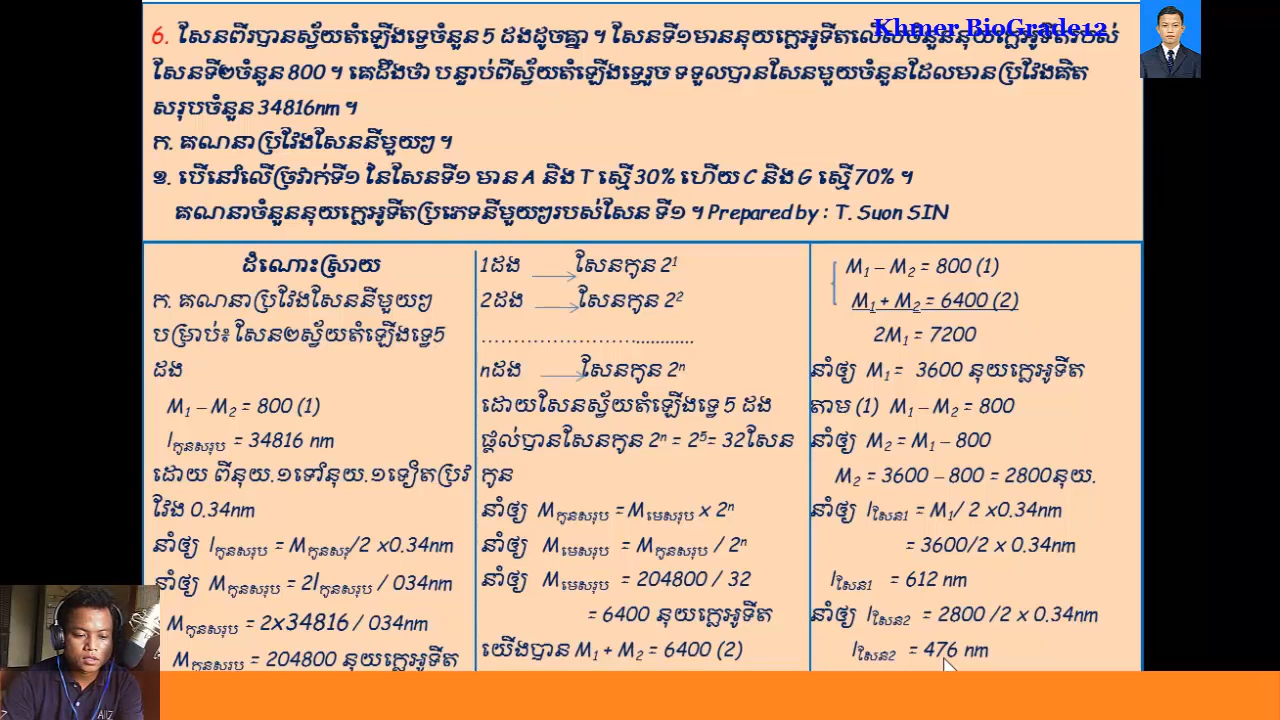 Khmer BioGrade12
6. សែនពីរបានស្វ័យតំឡើងទ្វេចំនួន 5 ដងដូចគ្នា ។ សែនទី១មាននុយក្លេអូទីតលើសចំនួននុយក្លេអូទីតរបស់
សែនទី២ចំនួន 800 ។ គេដឹងថា បន្ទាប់ពីស្វ័យតំឡើងទ្វេរួច ទទួលបានសែនមួយចំនួនដែលមានប្រវែងគិត
សរុបចំនួន 34816nm ។
ក. គណនាប្រវែងសែននីមួយៗ ។
ខ. បើនៅលើច្រវាក់ទី១ នៃសែនទី១ មាន A និង T ស្មើ 30% ហើយ C និង G ស្មើ 70% ។
គណនាចំនួននុយក្លេអូទីតប្រភេទនីមួយៗរបស់សែន ទី១ ។ Prepared by : T. Suon SIN
ដំណោះស្រាយ
ក. គណនាប្រវែងសែននីមួយៗ
បម្រាប់៖ សែន២ស្វ័យតំឡើងទ្វេ5
ដង
M₁ – M₂ = 800 (1)
lកូនសរុប = 34816 nm
ដោយ ពីនុយ.១ទៅនុយ.១ទៀតប្រវ
វែង 0.34nm
នាំឲ្យ lកូនសរុប = Mកូនសរុ/2 ×0.34nm
នាំឲ្យ Mកូនសរុប = 2lកូនសរុប / 034nm
Mកូនសរុប = 2x34816 / 034nm
Mកូនសរុប = 204800 នុយក្លេអូទីត
1ដង → សែនកូន 2¹
2ដង → សែនកូន 2²
....................................
nដង → សែនកូន 2ⁿ
ដោយសែនស្វ័យតំឡើងទ្វេ 5 ដង
ផ្តល់បានសែនកូន 2ⁿ = 2⁵= 32សែន
កូន
នាំឲ្យ Mកូនសរុប =Mមេសរុប x 2ⁿ
នាំឲ្យ Mមេសរុប = Mកូនសរុប / 2ⁿ
នាំឲ្យ Mមេសរុប = 204800 / 32
= 6400 នុយក្លេអូទីត
យើងបាន M₁ + M₂ = 6400 (2)
M₁ – M₂ = 800 (1)
M₁ + M₂ = 6400 (2)
2M₁ = 7200
នាំឲ្យ M₁ = 3600 នុយក្លេអូទីត
តាម (1) M₁ – M₂ = 800
នាំឲ្យ M₂ = M₁ – 800
M₂ = 3600 – 800 = 2800នុយ.
នាំឲ្យ lសែន1 = M₁/ 2 ×0.34nm
= 3600/2 x 0.34nm
lសែន1 = 612 nm
នាំឲ្យ lសែន2 = 2800 /2 x 0.34nm
lសែន2 = 476 nm